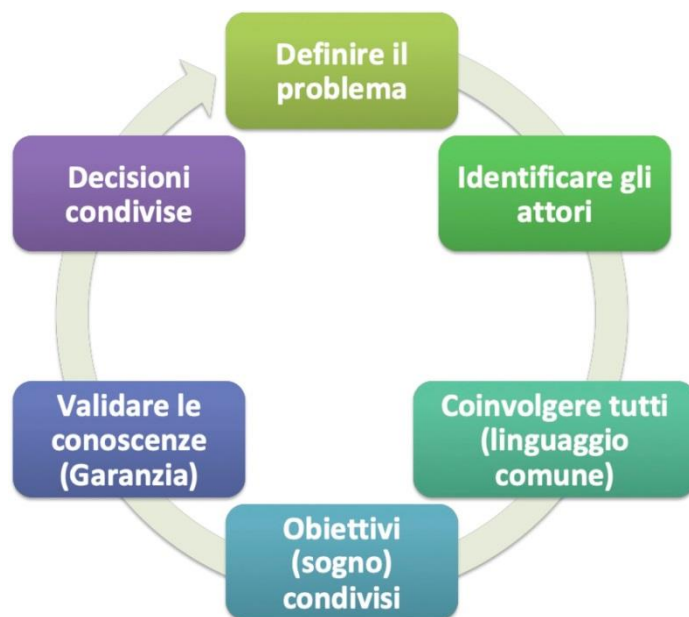 Definire il
problema
Identificare gli
attori
Coinvolgere tutti
(linguaggio
comune)
Obiettivi
(sogno)
condivisi
Validare le
conoscenze
(Garanzia)
Decisioni
condivise